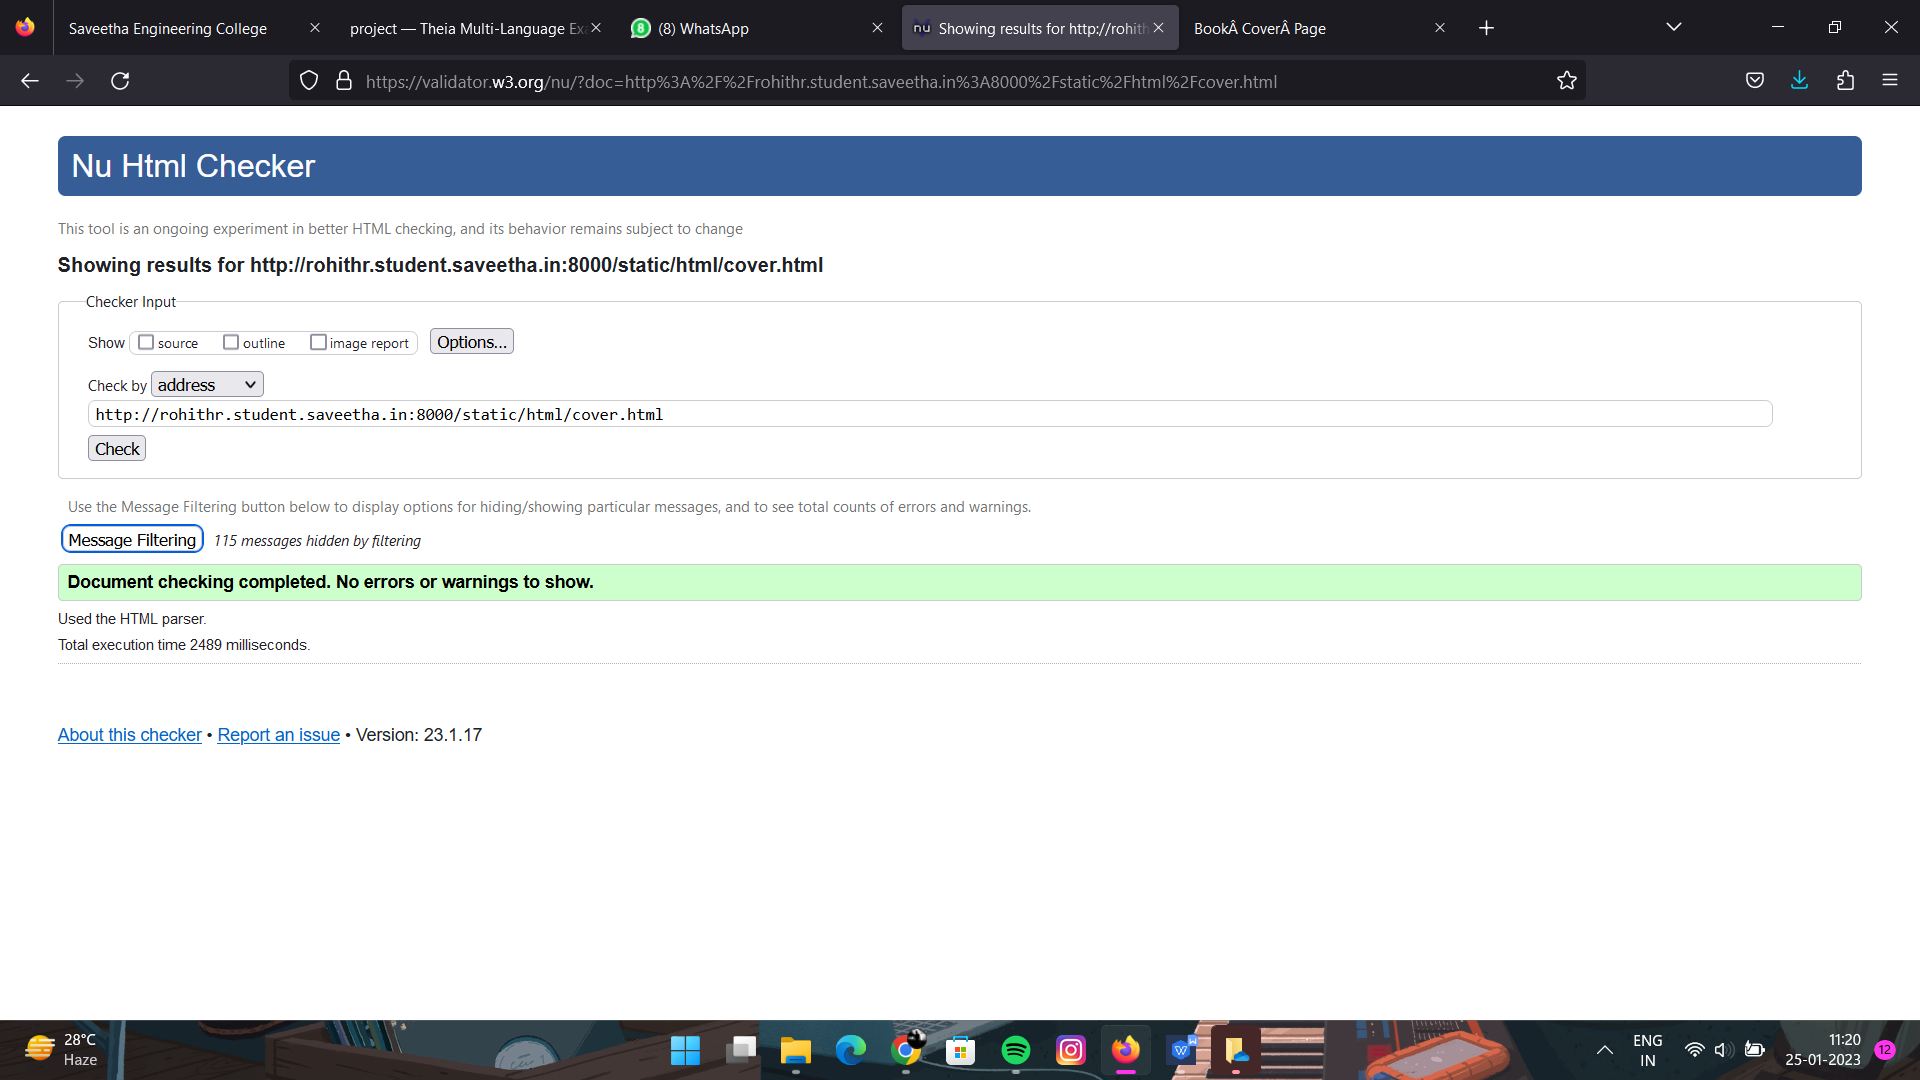 Saveetha Engineering College
project — Theia Multi-Language Exa
(8) WhatsApp
nu Showing results for http://rohith
BookÂ CoverÂ Page
https://validator.w3.org/nu/?doc=http%3A%2F%2Frohithr.student.saveetha.in%3A8000%2Fstatic%2Fhtml%2Fcover.html
Nu Html Checker
This tool is an ongoing experiment in better HTML checking, and its behavior remains subject to change
Showing results for http://rohithr.student.saveetha.in:8000/static/html/cover.html
Checker Input
Show source outline image report Options...
Check by address
http://rohithr.student.saveetha.in:8000/static/html/cover.html
Check
Use the Message Filtering button below to display options for hiding/showing particular messages, and to see total counts of errors and warnings.
Message Filtering 115 messages hidden by filtering
Document checking completed. No errors or warnings to show.
Used the HTML parser.
Total execution time 2489 milliseconds.
About this checker • Report an issue • Version: 23.1.17
28°C
Haze
ENG
IN
11:20
25-01-2023
12